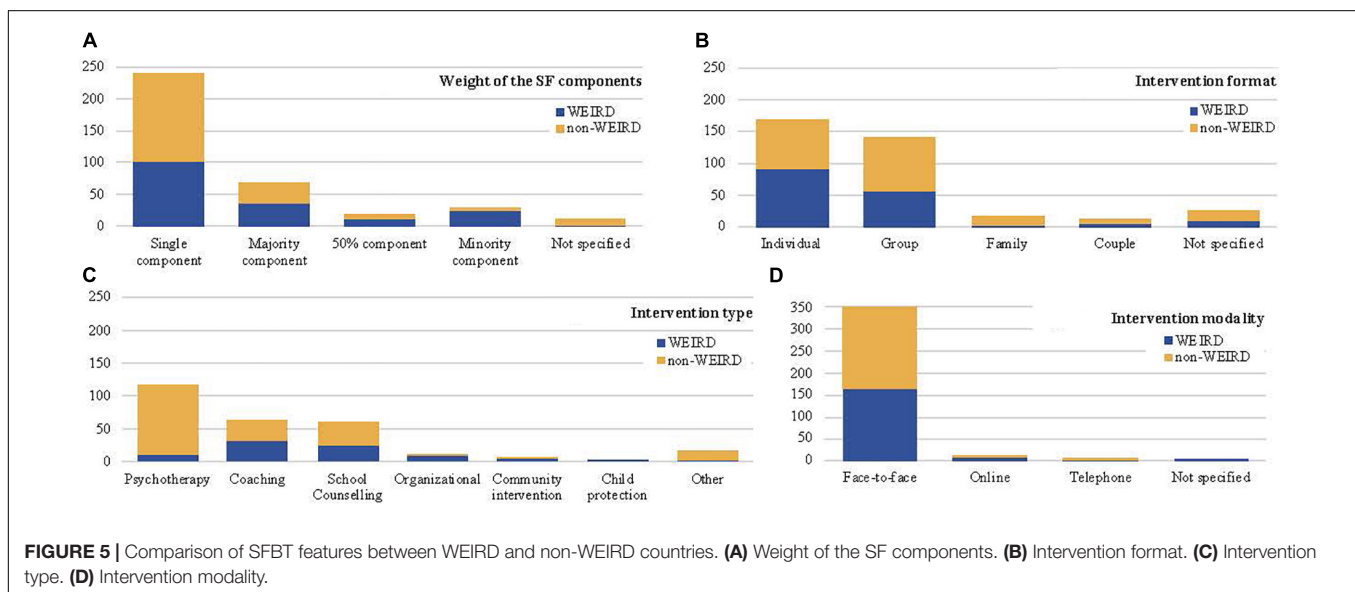 A
Weight of the SF components
WEIRD
non-WEIRD
250
200
150
100
50
0
Single component
Majority component
50% component
Minority component
Not specified
B
Intervention format
WEIRD
non-WEIRD
250
200
150
100
50
0
Individual
Group
Family
Couple
Not specified
C
Intervention type
WEIRD
non-WEIRD
250
200
150
100
50
0
Psychotherapy
Coaching
School Counselling
Organizational
Community intervention
Child protection
Other
D
Intervention modality
WEIRD
non-WEIRD
350
300
250
200
150
100
50
0
Face-to-face
Online
Telephone
Not specified
FIGURE 5 | Comparison of SFBT features between WEIRD and non-WEIRD countries. (A) Weight of the SF components. (B) Intervention format. (C) Intervention
type. (D) Intervention modality.